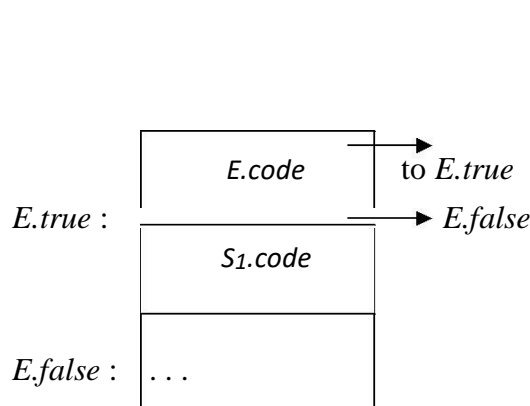 E.code to E.true
E.true : E.false
S1.code
E.false : . . .